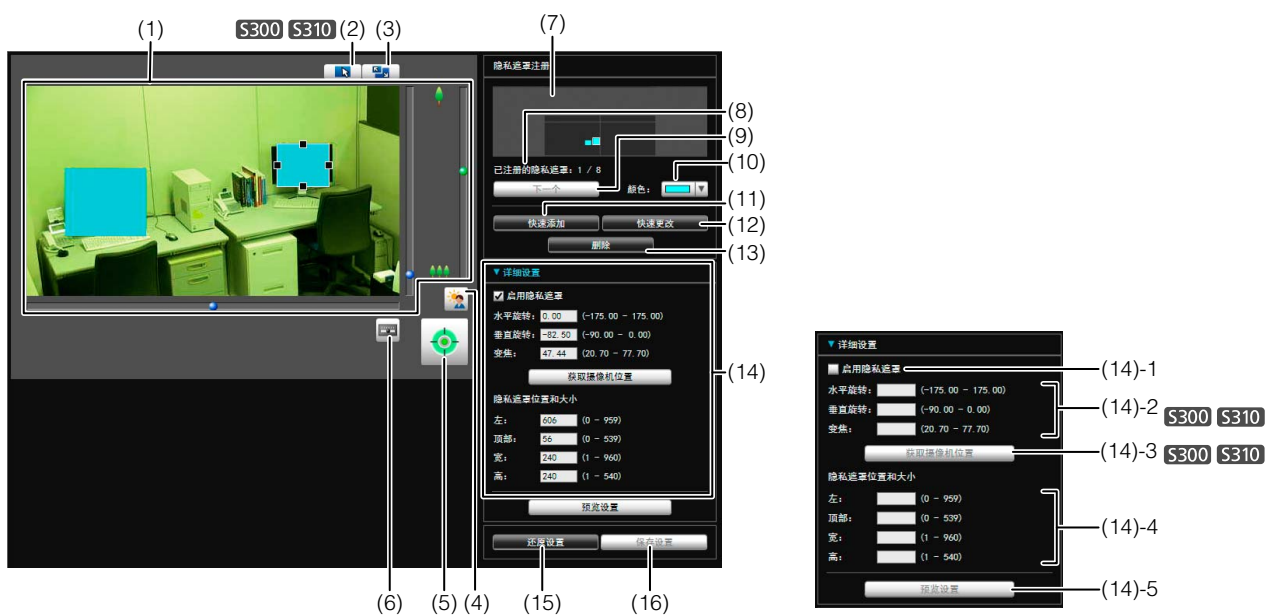 (1)
S300 S310 (2) (3)
(7)
隐私遮罩注册
(8)
(9)
(10)
已注册的隐私遮罩: 1 / 8
下一个
颜色:
(11)
快速添加
快速更改
(12)
删除
(13)
▼ 详细设置
启用隐私遮罩
水平旋转: 0.00 (-175.00 - 175.00)
垂直旋转: -82.50 (-90.00 - 0.00)
变焦: 47.44 (20.70 - 77.70)
获取摄像机位置
(14)
隐私遮罩位置和大小
左: 606 (0 - 959)
顶部: 56 (0 - 539)
宽: 240 (1 - 960)
高: 240 (1 - 540)
预览设置
还原设置
保存设置
(6) (5) (4) (15) (16)
▼ 详细设置
启用隐私遮罩
(14)-1
水平旋转: (-175.00 - 175.00)
垂直旋转: (-90.00 - 0.00)
(14)-2 S300 S310
变焦: (20.70 - 77.70)
获取摄像机位置
(14)-3 S300 S310
隐私遮罩位置和大小
左: (0 - 959)
顶部: (0 - 539)
(14)-4
宽: (1 - 960)
高: (1 - 540)
预览设置
(14)-5